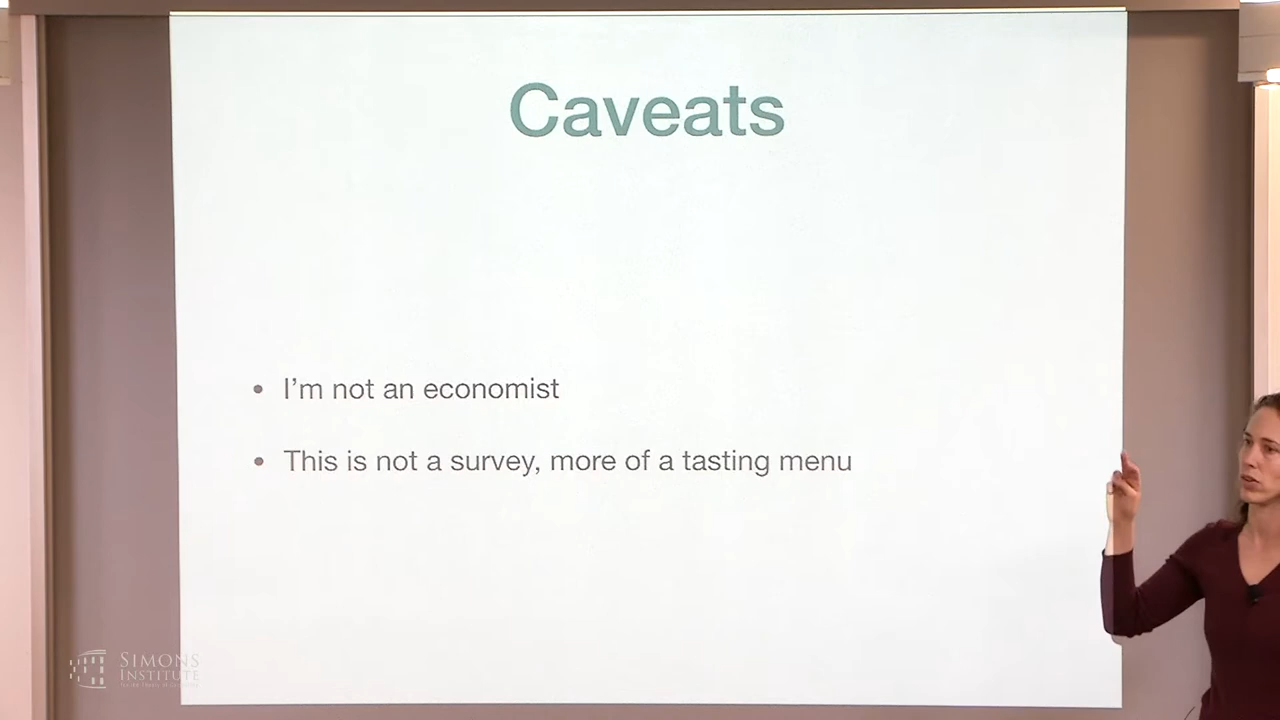 Caveats
• I'm not an economist
• This is not a survey, more of a tasting menu
SIMONS
INSTITUTE